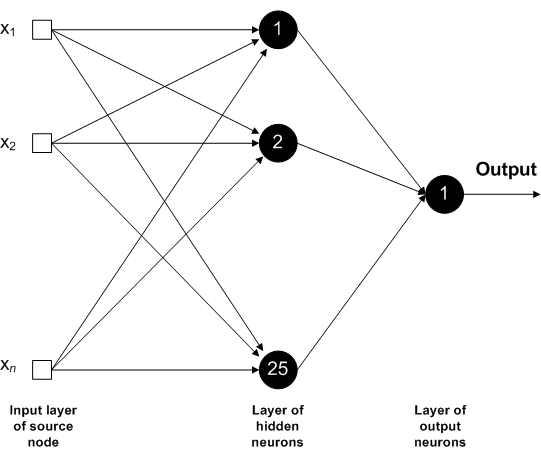 x1
1
x2
2
Output
1
xn
25
Input layer
of source
node
Layer of
hidden
neurons
Layer of
output
neurons